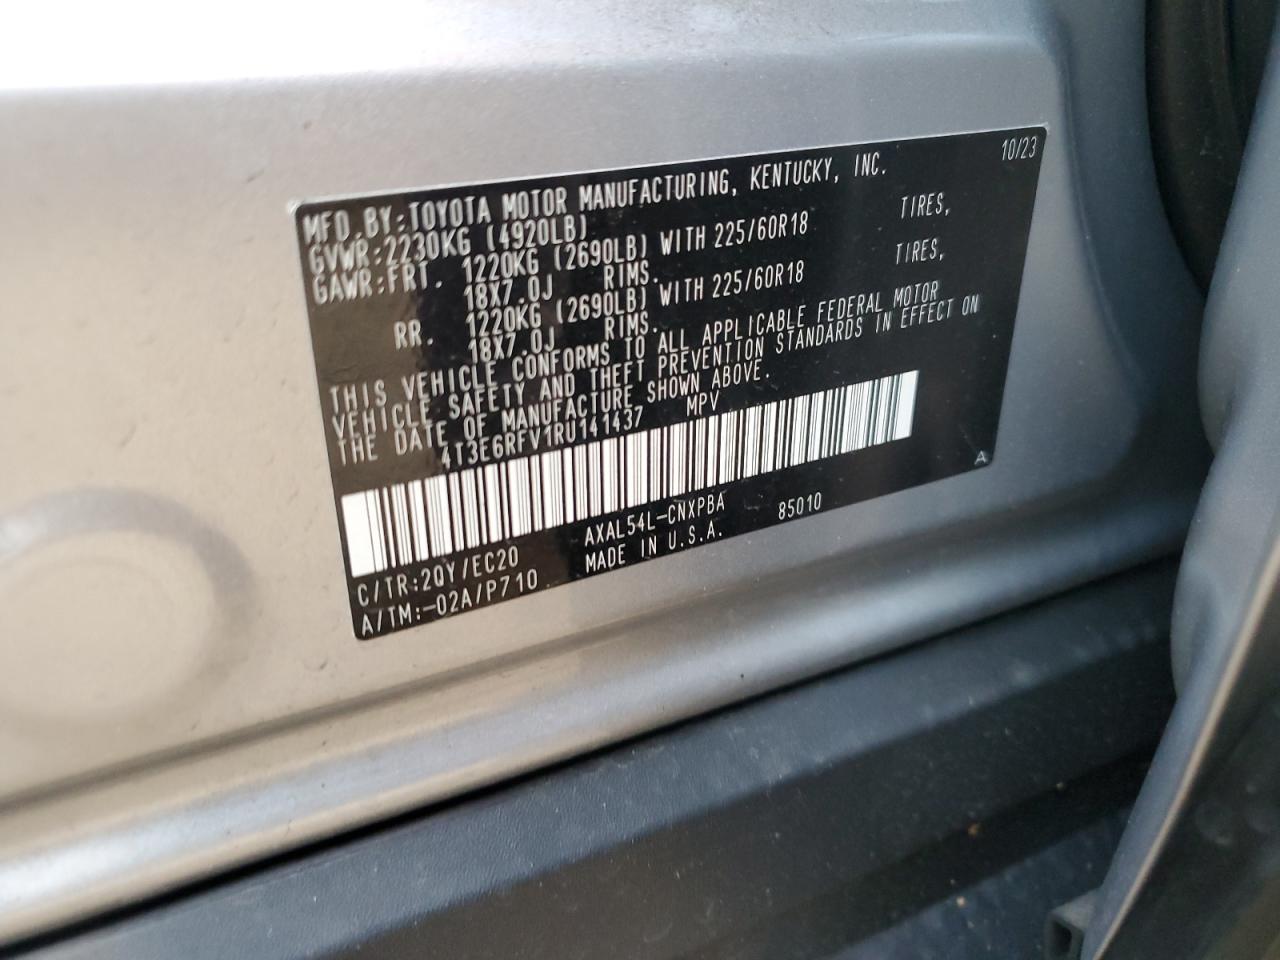 10/23
MFD.BY:TOYOTA MOTOR MANUFACTURING, KENTUCKY, INC.
GVWR:2230KG (4920LB)
GAWR:FRT. 1220KG (2690LB) WITH 225/60R18 TIRES,
18X7.0J RIMS.
RR. 1220KG (2690LB) WITH 225/60R18 TIRES,
18X7.0J RIMS.
THIS VEHICLE CONFORMS TO ALL APPLICABLE FEDERAL MOTOR
VEHICLE SAFETY AND THEFT PREVENTION STANDARDS IN EFFECT ON
THE DATE OF MANUFACTURE SHOWN ABOVE.
4T3E6RFV1RU141437 MPV
A
C/TR:2QY/EC20 AXAL54L-CNXPBA 85010
A/TM:-02A/P710 MADE IN U.S.A.